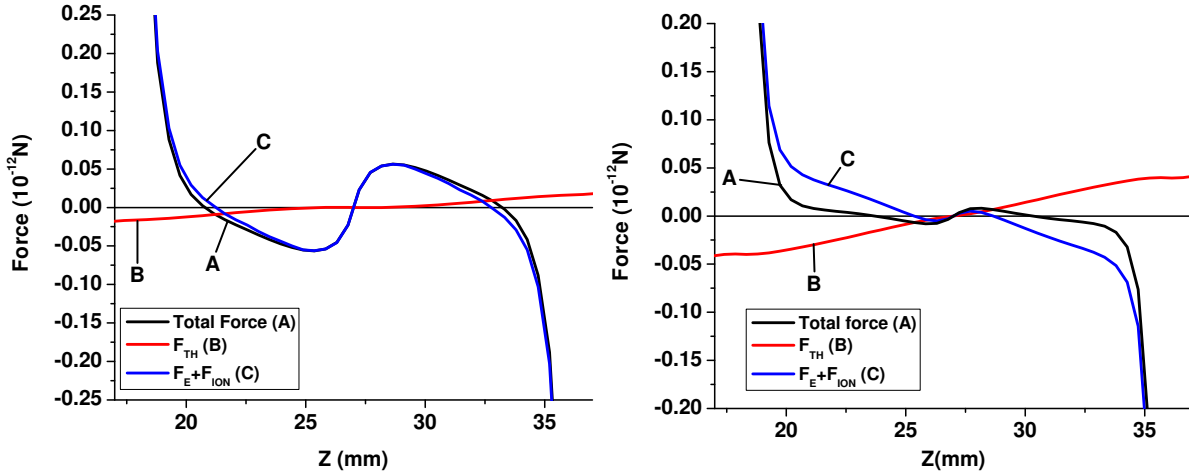 0.25
0.20
0.15
0.10
0.05
0.00
-0.05
-0.10
-0.15
-0.20
-0.25
Force (10⁻¹²N)
C
B
A
Total Force (A)
F_TH (B)
F_E+F_ION (C)
20 25 30 35
Z (mm)
0.20
0.15
0.10
0.05
0.00
-0.05
-0.10
-0.15
-0.20
Force (10⁻¹²N)
A
C
B
Total force (A)
F_TH (B)
F_E+F_ION (C)
20 25 30 35
Z(mm)